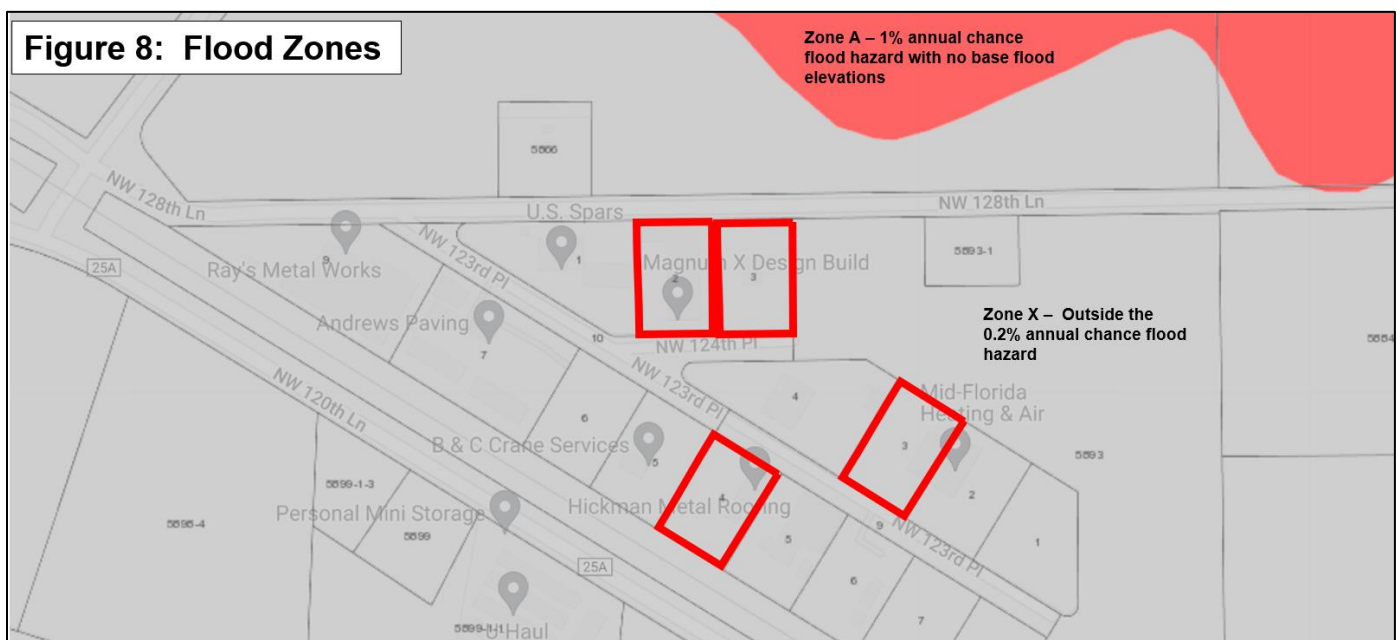 Figure 8:  Flood Zones
Zone A – 1% annual chance
flood hazard with no base flood
elevations
5866
NW 128th Ln
NW 128th Ln
U.S. Spars
25A
Ray's Metal Works
9
NW 123rd Pl
1
Magnum X Design Build
2
3
5893-1
Andrews Paving
7
10
NW 124th Pl
Zone X –  Outside the
0.2% annual chance flood
hazard
NW 120th Ln
NW 123rd Pl
4
Mid-Florida
Heating & Air
6
B & C Crane Services
5
3
5893
5899-1-3
Personal Mini Storage
Hickman Metal Roofing
4
2
5899
5
9
NW 123rd Pl
1
25A
6
7
5899-1-1
U Haul